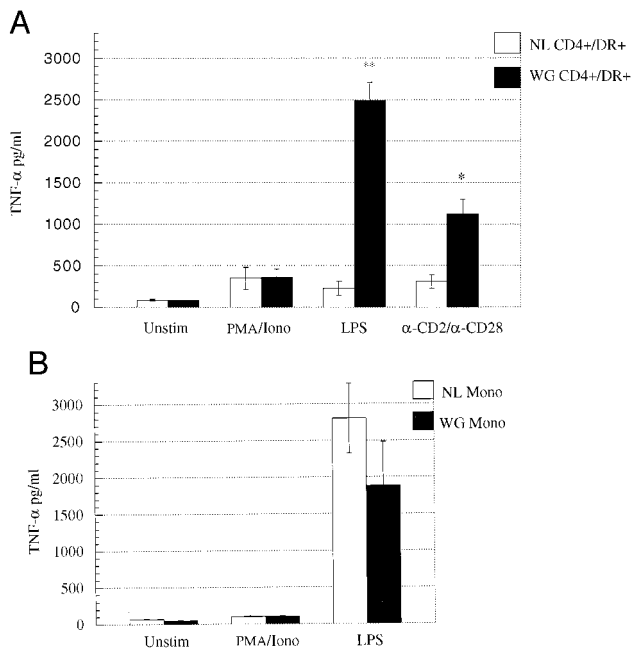 A
NL CD4+/DR+
WG CD4+/DR+
TNF-α pg/ml
3000
2500
2000
1500
1000
500
0
**
*
Unstim PMA/Iono LPS α-CD2/α-CD28
B
NL Mono
WG Mono
TNF-α pg/ml
3000
2500
2000
1500
1000
500
0
Unstim PMA/Iono LPS